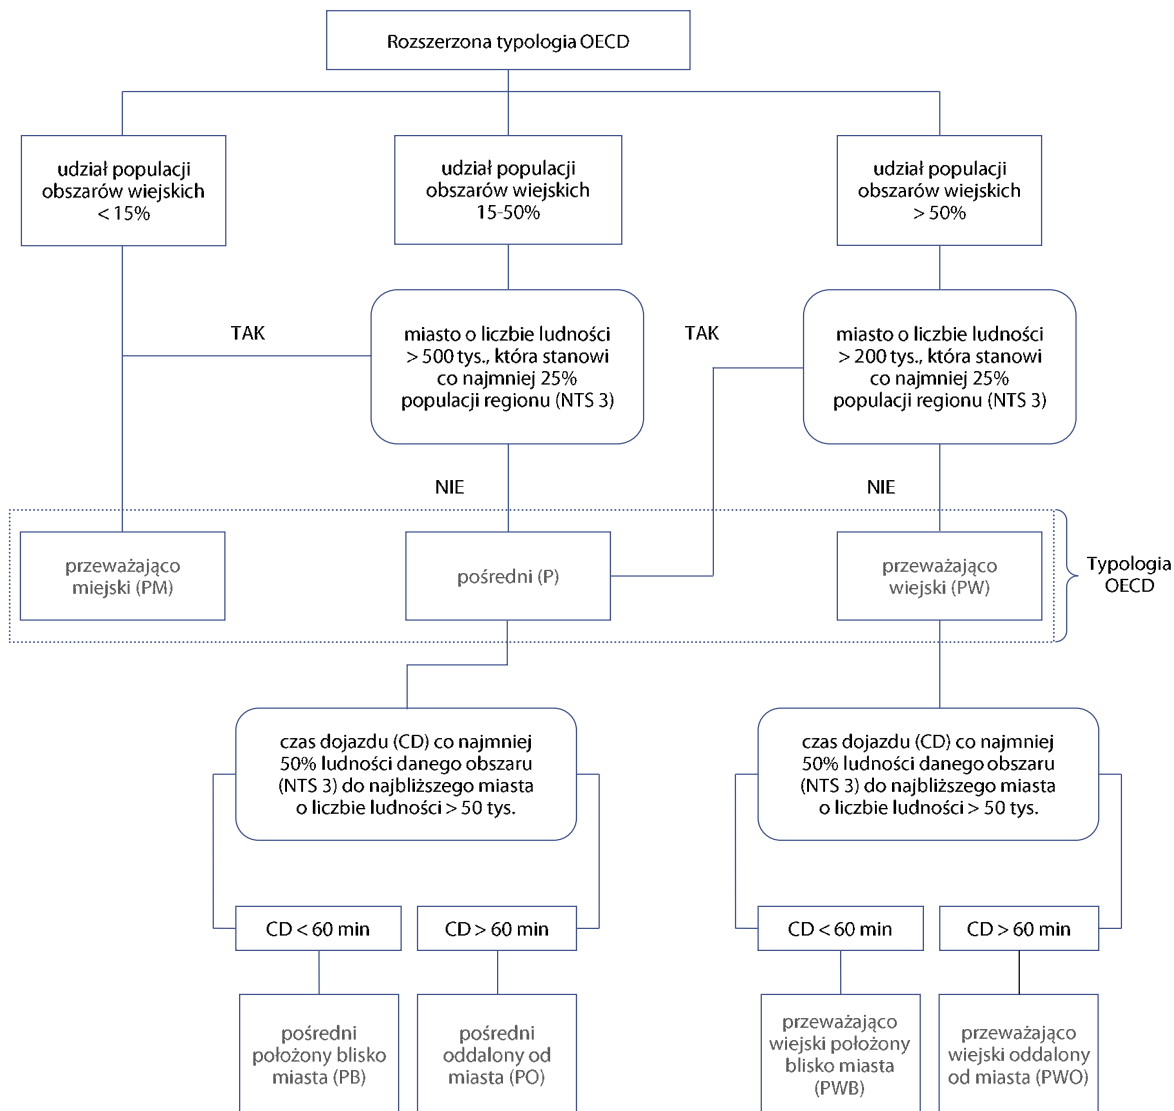 Rozszerzona typologia OECD
udział populacji
obszarów wiejskich
< 15%
udział populacji
obszarów wiejskich
15-50%
udział populacji
obszarów wiejskich
> 50%
TAK
miasto o liczbie ludności
> 500 tys., która stanowi
co najmniej 25%
populacji regionu (NTS 3)
TAK
miasto o liczbie ludności
> 200 tys., która stanowi
co najmniej 25%
populacji regionu (NTS 3)
NIE
NIE
przeważająco
miejski (PM)
pośredni (P)
przeważająco
wiejski (PW)
Typologia
OECD
czas dojazdu (CD) co najmniej
50% ludności danego obszaru
(NTS 3) do najbliższego miasta
o liczbie ludności > 50 tys.
czas dojazdu (CD) co najmniej
50% ludności danego obszaru
(NTS 3) do najbliższego miasta
o liczbie ludności > 50 tys.
CD < 60 min
CD > 60 min
CD < 60 min
CD > 60 min
pośredni
położony blisko
miasta (PB)
pośredni
oddalony od
miasta (PO)
przeważająco
wiejski położony
blisko miasta
(PWB)
przeważająco
wiejski oddalony
od miasta (PWO)